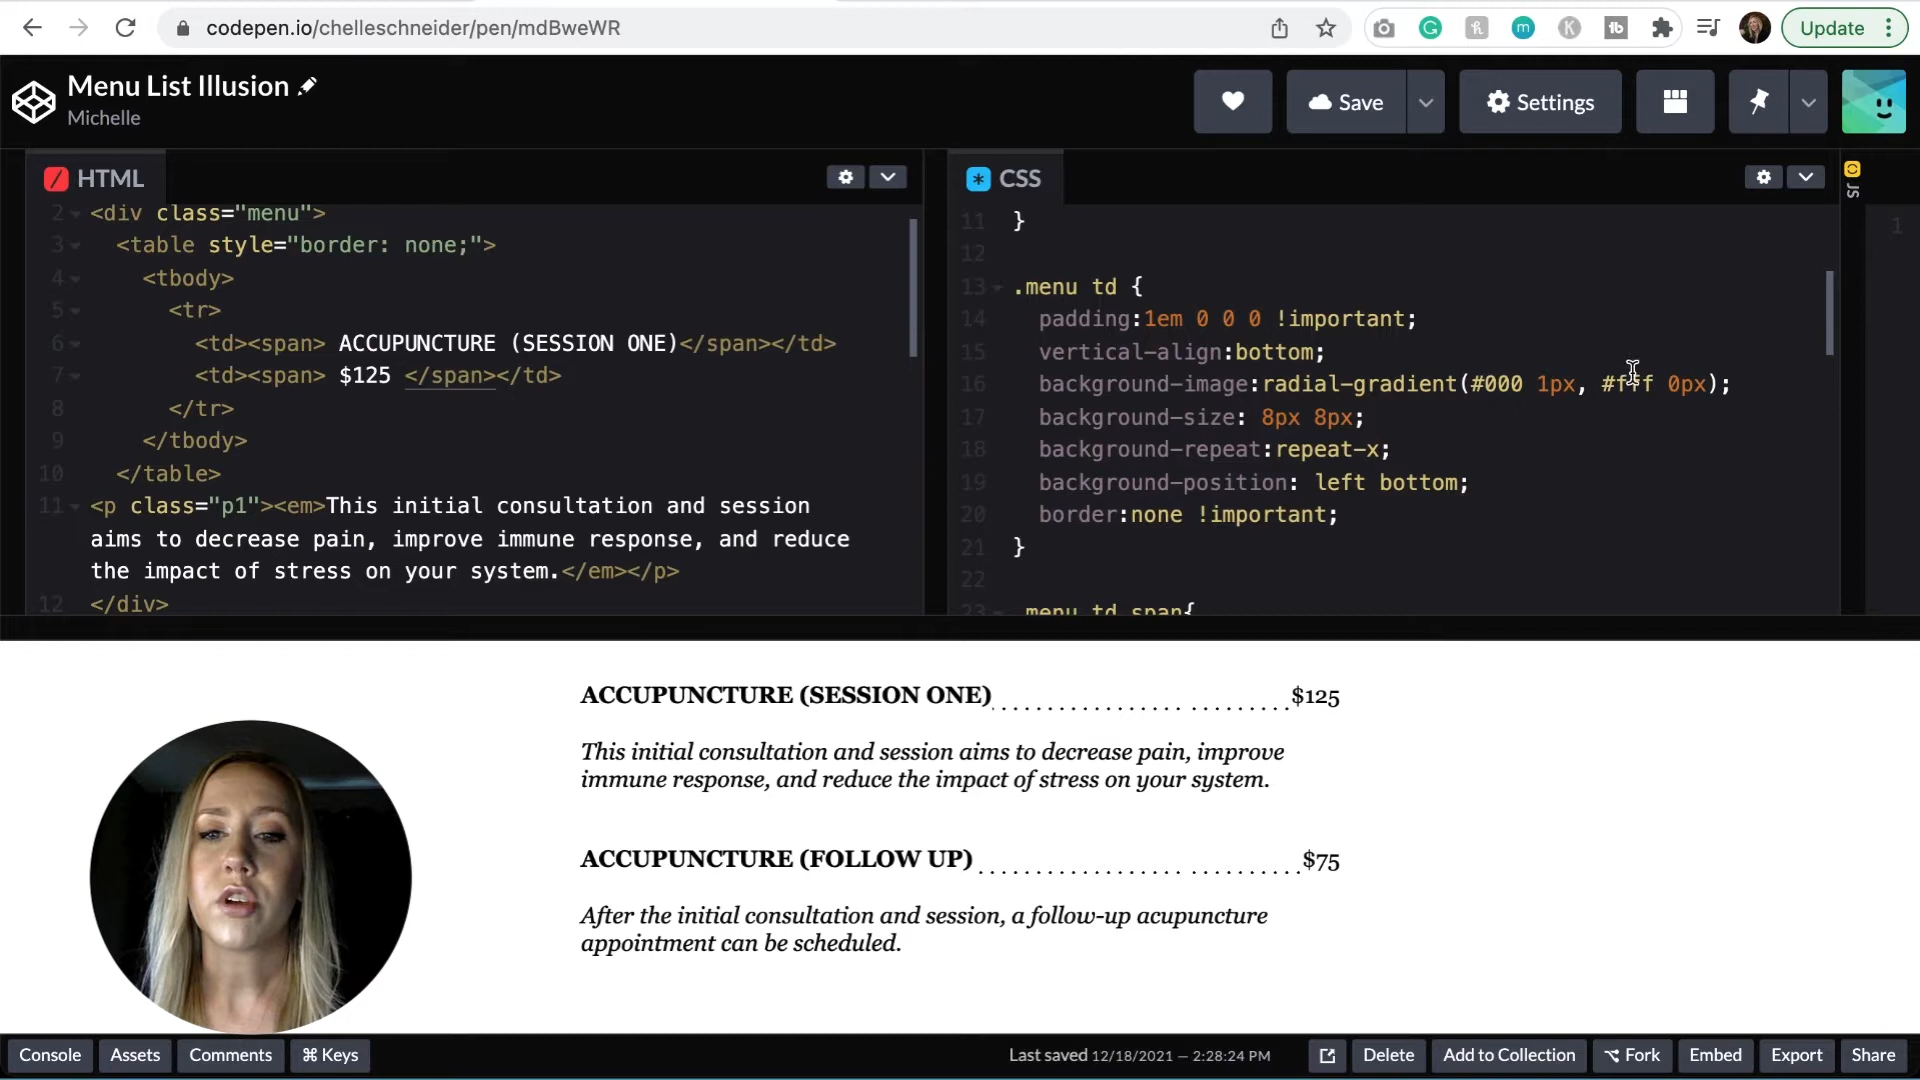 codepen.io/chelleschneider/pen/mdBweWR
Update
Menu List Illusion
Michelle
Save
Settings
HTML
2 <div class="menu">
3 <table style="border: none;">
4 <tbody>
5 <tr>
6 <td><span> ACCUPUNCTURE (SESSION ONE)</span></td>
7 <td><span> $125 </span></td>
8 </tr>
9 </tbody>
10 </table>
11 <p class="p1"><em>This initial consultation and session
aims to decrease pain, improve immune response, and reduce
the impact of stress on your system.</em></p>
12 </div>
CSS
11 }
12
13 .menu td {
14 padding:1em 0 0 0 !important;
15 vertical-align:bottom;
16 background-image:radial-gradient(#000 1px, #fff 0px);
17 background-size: 8px 8px;
18 background-repeat:repeat-x;
19 background-position: left bottom;
20 border:none !important;
21 }
22
23 .menu td span{
JS
1
ACCUPUNCTURE (SESSION ONE) $125
This initial consultation and session aims to decrease pain, improve
immune response, and reduce the impact of stress on your system.
ACCUPUNCTURE (FOLLOW UP) $75
After the initial consultation and session, a follow-up acupuncture
appointment can be scheduled.
Console Assets Comments ⌘ Keys Last saved 12/18/2021 — 2:28:24 PM Delete Add to Collection Fork Embed Export Share